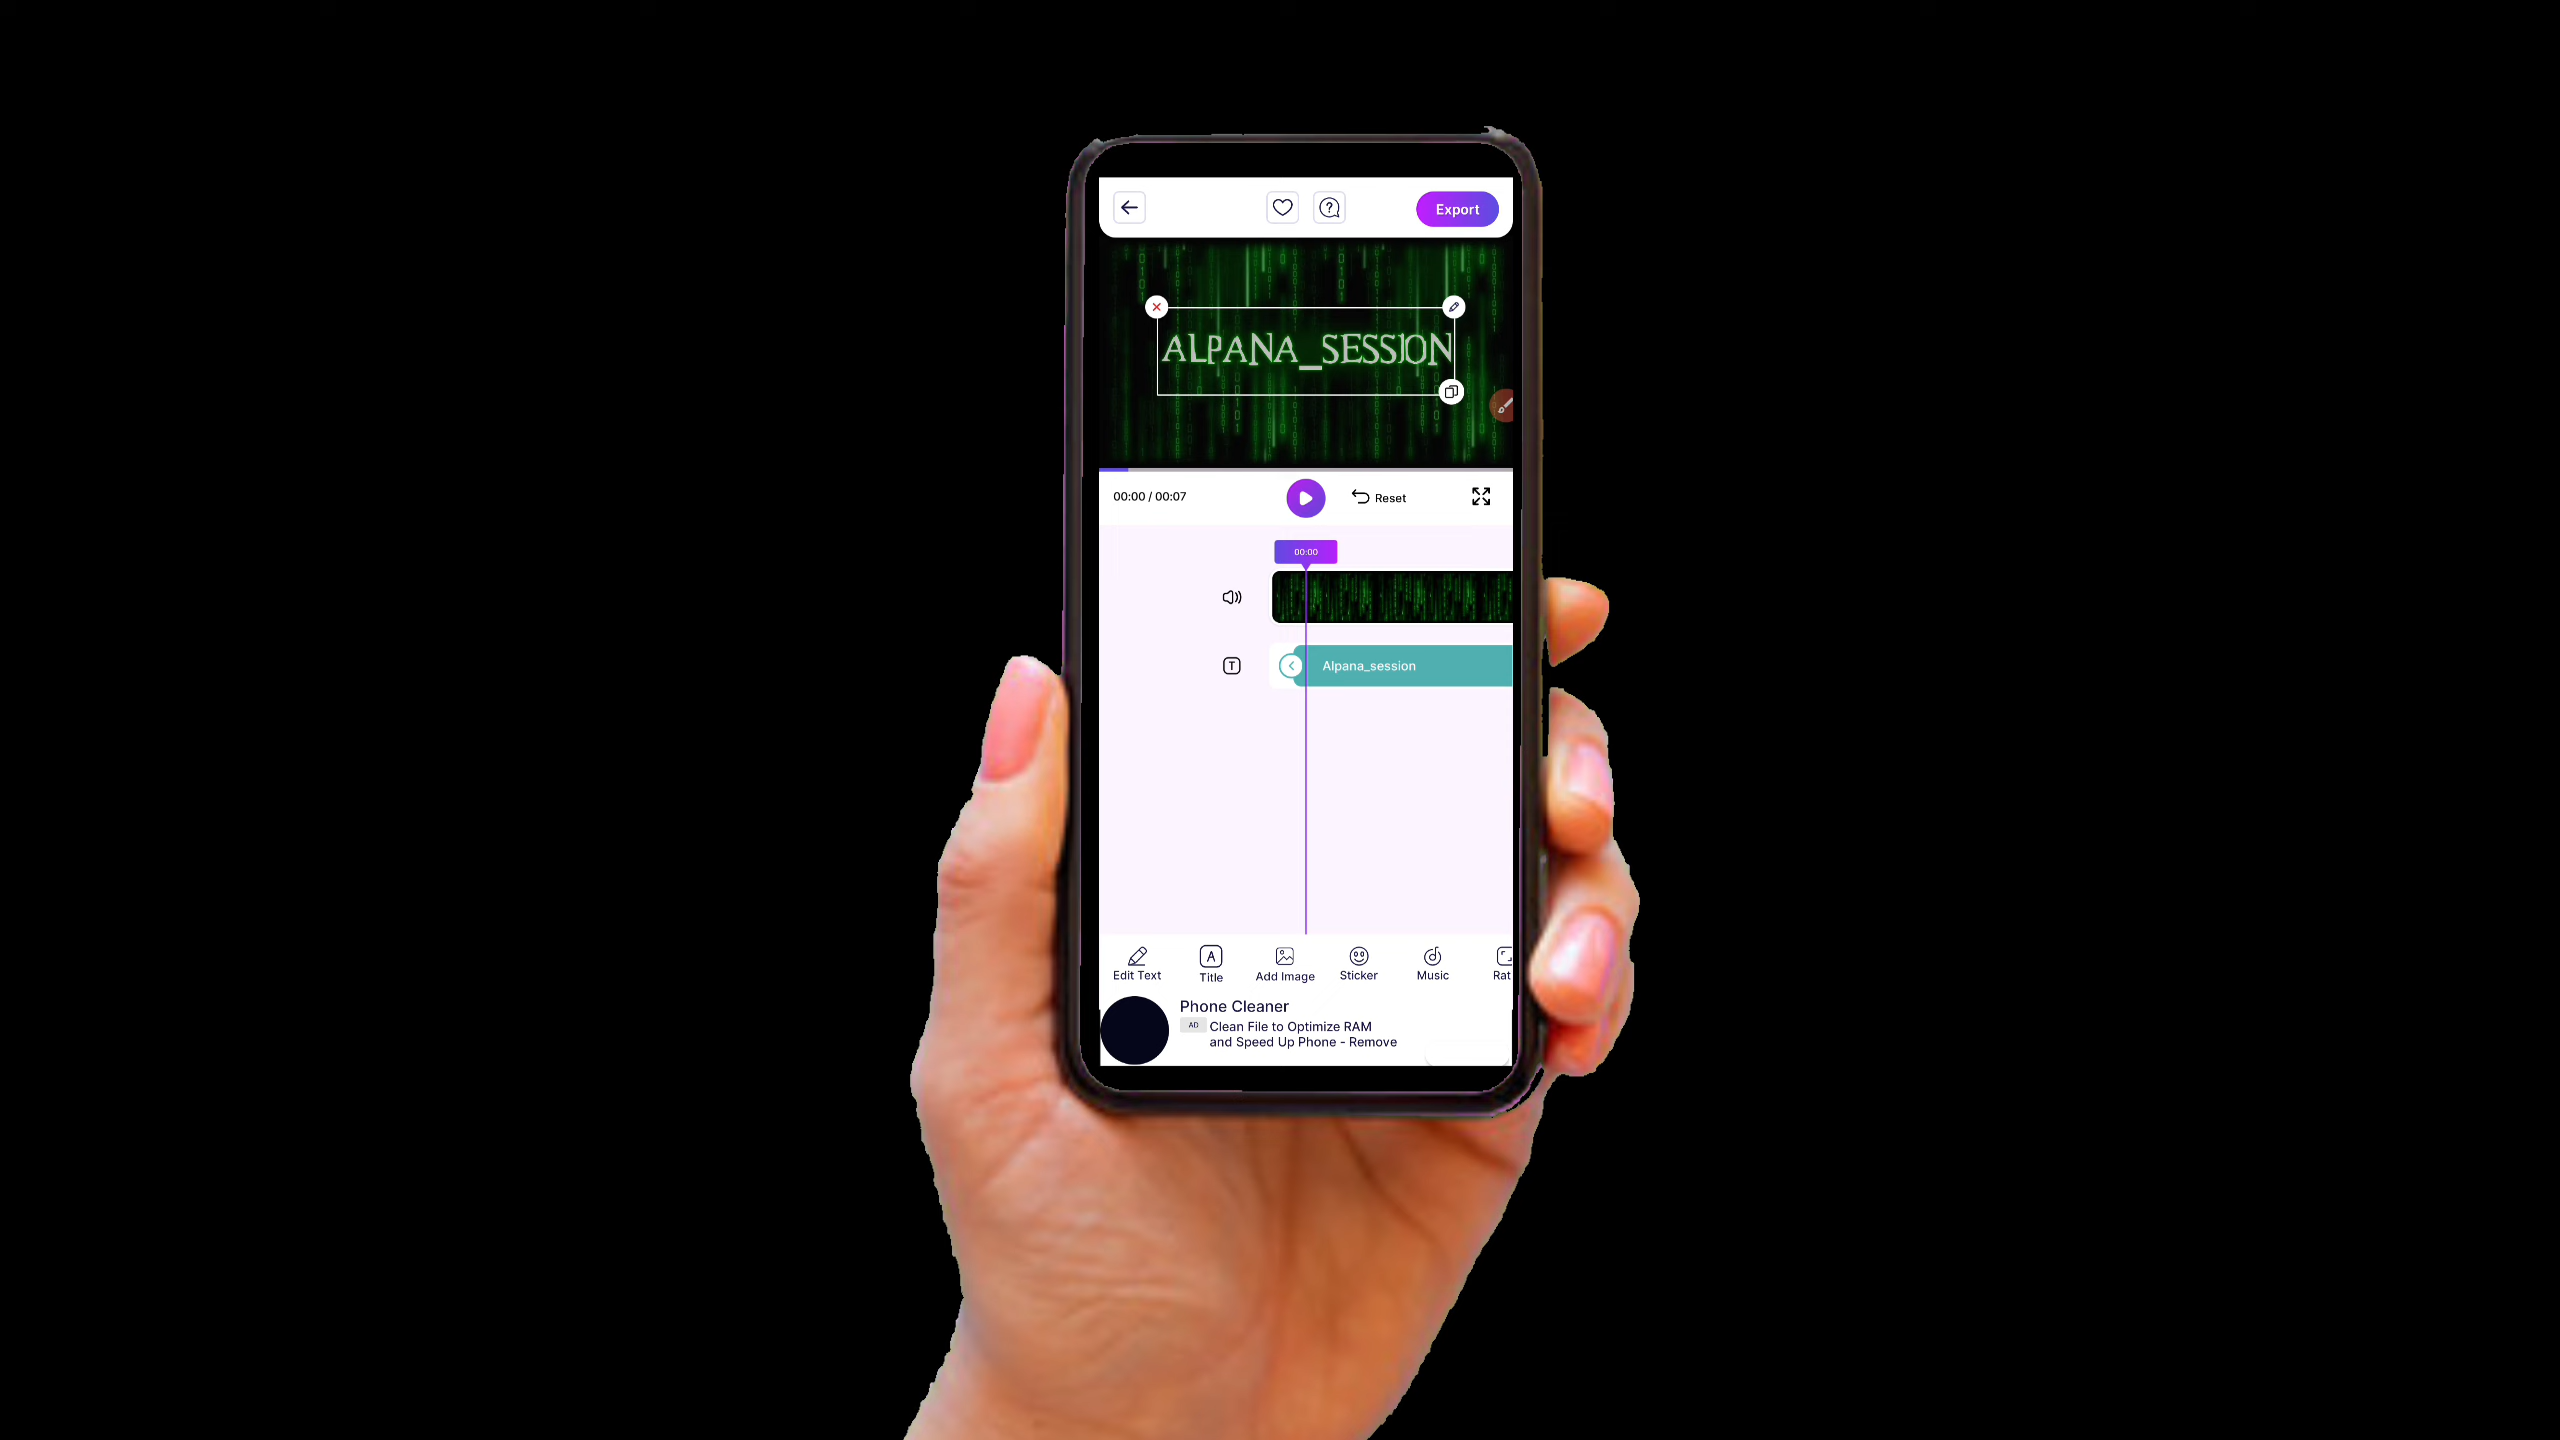 Export
ALPANA_SESSION
00:00 / 00:07
Reset
00:00
Alpana_session
Edit Text
Title
Add Image
Sticker
Music
Rat
Phone Cleaner
AD
Clean File to Optimize RAM
and Speed Up Phone - Remove